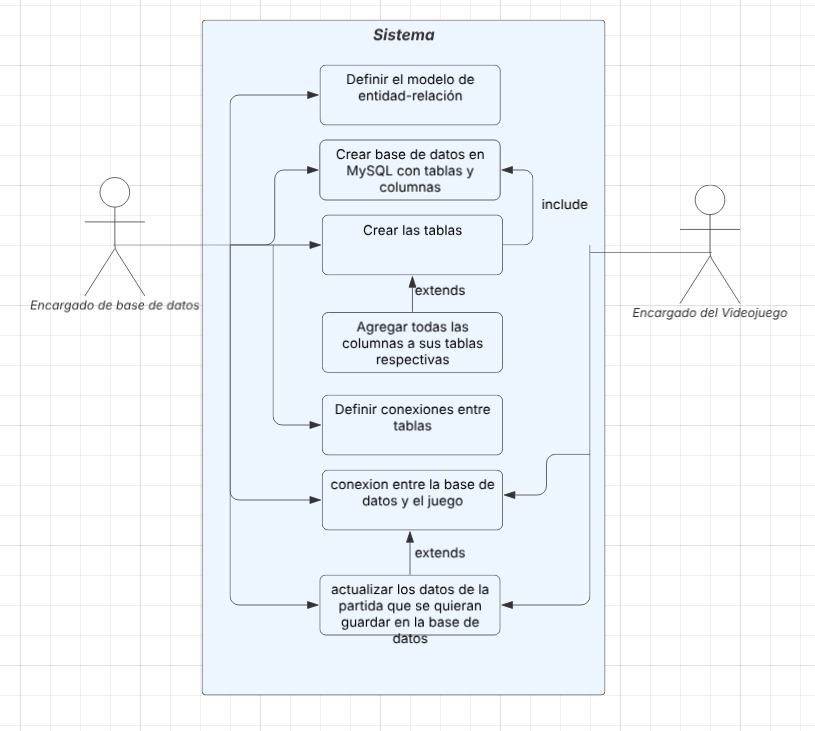 Sistema
Definir el modelo de
entidad-relación
Crear base de datos en
MySQL con tablas y
columnas
include
Crear las tablas
extends
Encargado de base de datos
Encargado del Videojuego
Agregar todas las
columnas a sus tablas
respectivas
Definir conexiones entre
tablas
conexion entre la base de
datos y el juego
extends
actualizar los datos de la
partida que se quieran
guardar en la base de
datos